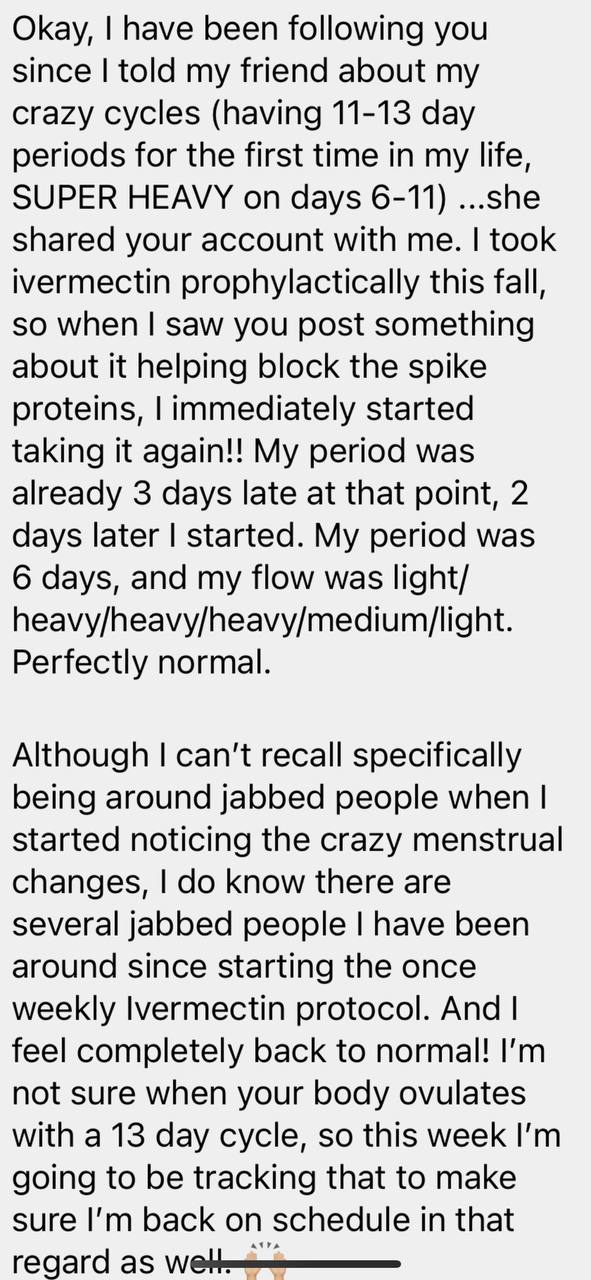 Okay, I have been following you
since I told my friend about my
crazy cycles (having 11-13 day
periods for the first time in my life,
SUPER HEAVY on days 6-11) ...she
shared your account with me. I took
ivermectin prophylactically this fall,
so when I saw you post something
about it helping block the spike
proteins, I immediately started
taking it again!! My period was
already 3 days late at that point, 2
days later I started. My period was
6 days, and my flow was light/
heavy/heavy/heavy/medium/light.
Perfectly normal.

Although I can’t recall specifically
being around jabbed people when I
started noticing the crazy menstrual
changes, I do know there are
several jabbed people I have been
around since starting the once
weekly Ivermectin protocol. And I
feel completely back to normal! I’m
not sure when your body ovulates
with a 13 day cycle, so this week I’m
going to be tracking that to make
sure I’m back on schedule in that
regard as well. 🙌🏼